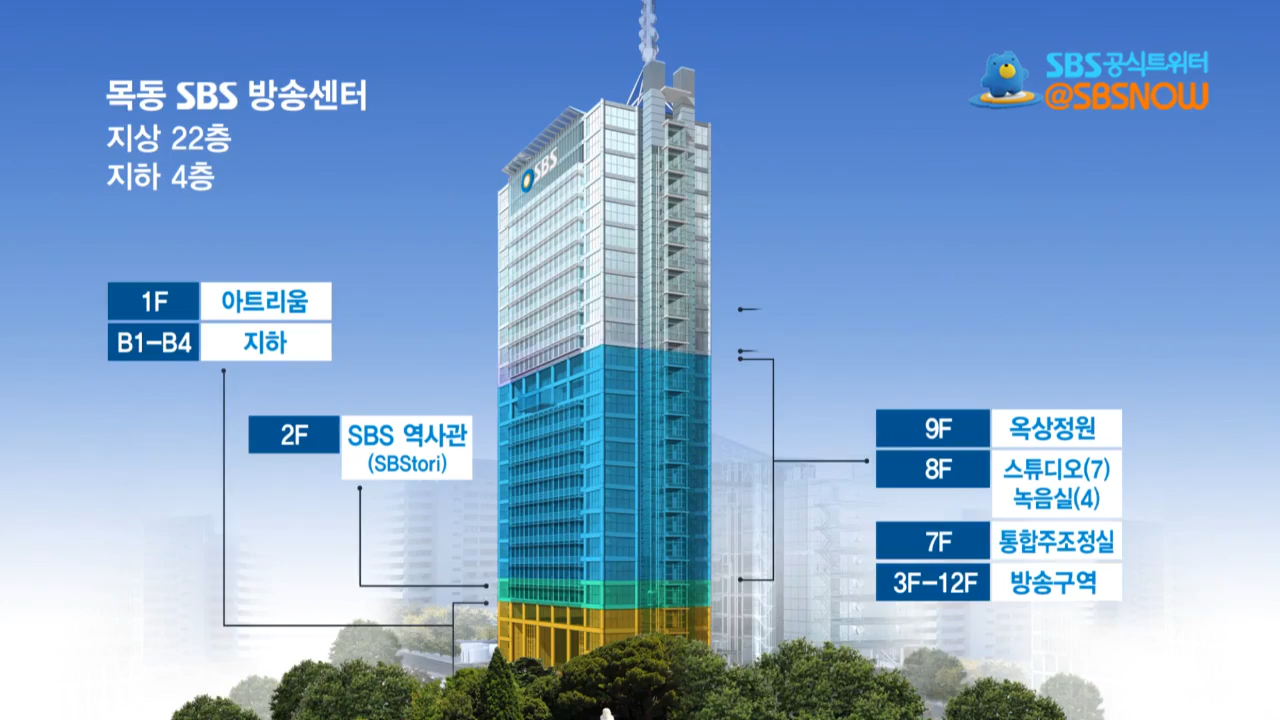 목동 SBS 방송센터
지상 22층
지하 4층
SBS 공식트위터
@SBSNOW
SBS
1F 아트리움
B1-B4 지하
2F SBS 역사관
(SBStori)
9F 옥상정원
8F 스튜디오(7)
녹음실(4)
7F 통합주조정실
3F-12F 방송구역